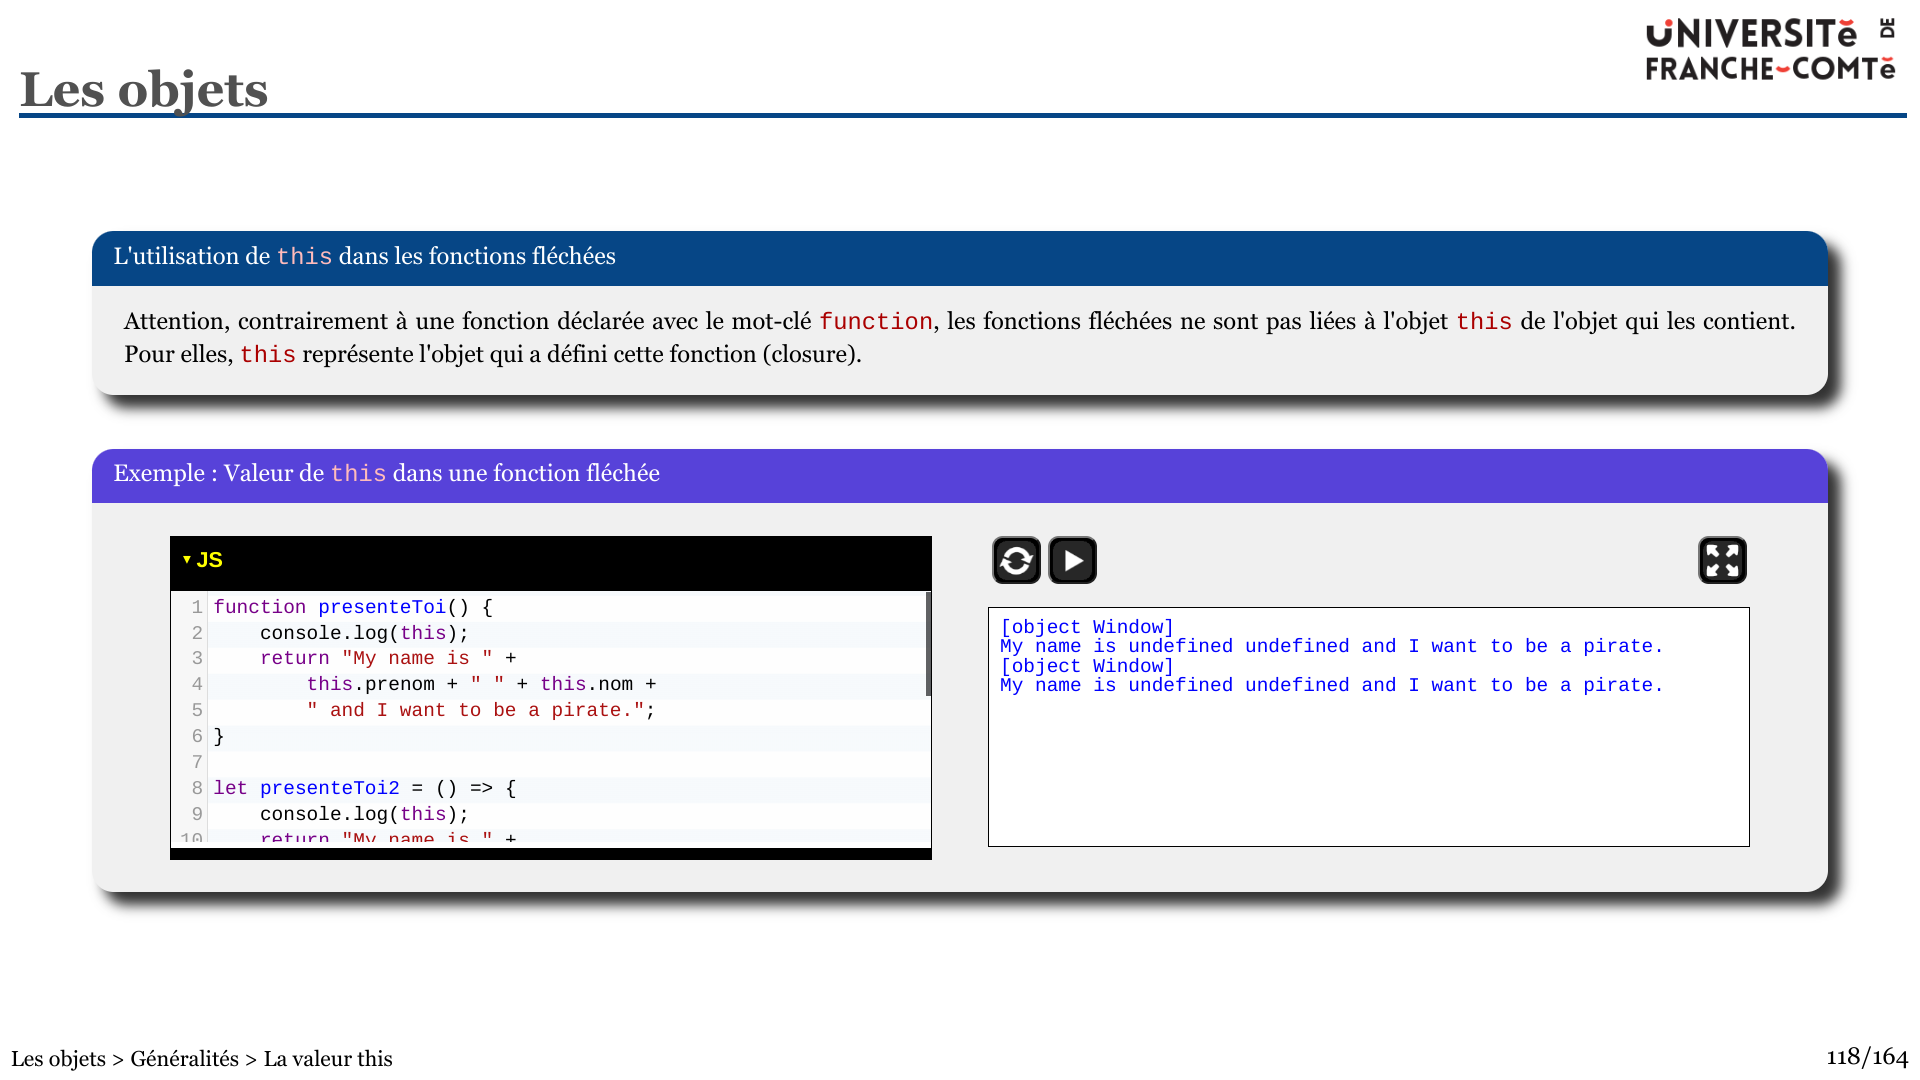 UNIVERSITé DE
FRANCHE-COMTé
Les objets
L'utilisation de this dans les fonctions fléchées
Attention, contrairement à une fonction déclarée avec le mot-clé function, les fonctions fléchées ne sont pas liées à l'objet this de l'objet qui les contient.
Pour elles, this représente l'objet qui a défini cette fonction (closure).
Exemple : Valeur de this dans une fonction fléchée
▾ JS
1 function presenteToi() {
2     console.log(this);
3     return "My name is " +
4         this.prenom + " " + this.nom +
5         " and I want to be a pirate.";
6 }
7
8 let presenteToi2 = () => {
9     console.log(this);
10     return "My name is " +
[object Window]
My name is undefined undefined and I want to be a pirate.
[object Window]
My name is undefined undefined and I want to be a pirate.
Les objets > Généralités > La valeur this
118/164